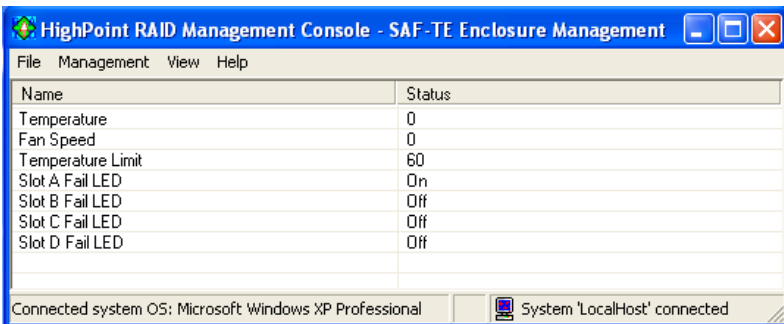 HighPoint RAID Management Console - SAF-TE Enclosure Management
File Management View Help
Name Status
Temperature 0
Fan Speed 0
Temperature Limit 60
Slot A Fail LED On
Slot B Fail LED Off
Slot C Fail LED Off
Slot D Fail LED Off
Connected system OS: Microsoft Windows XP Professional System 'LocalHost' connected